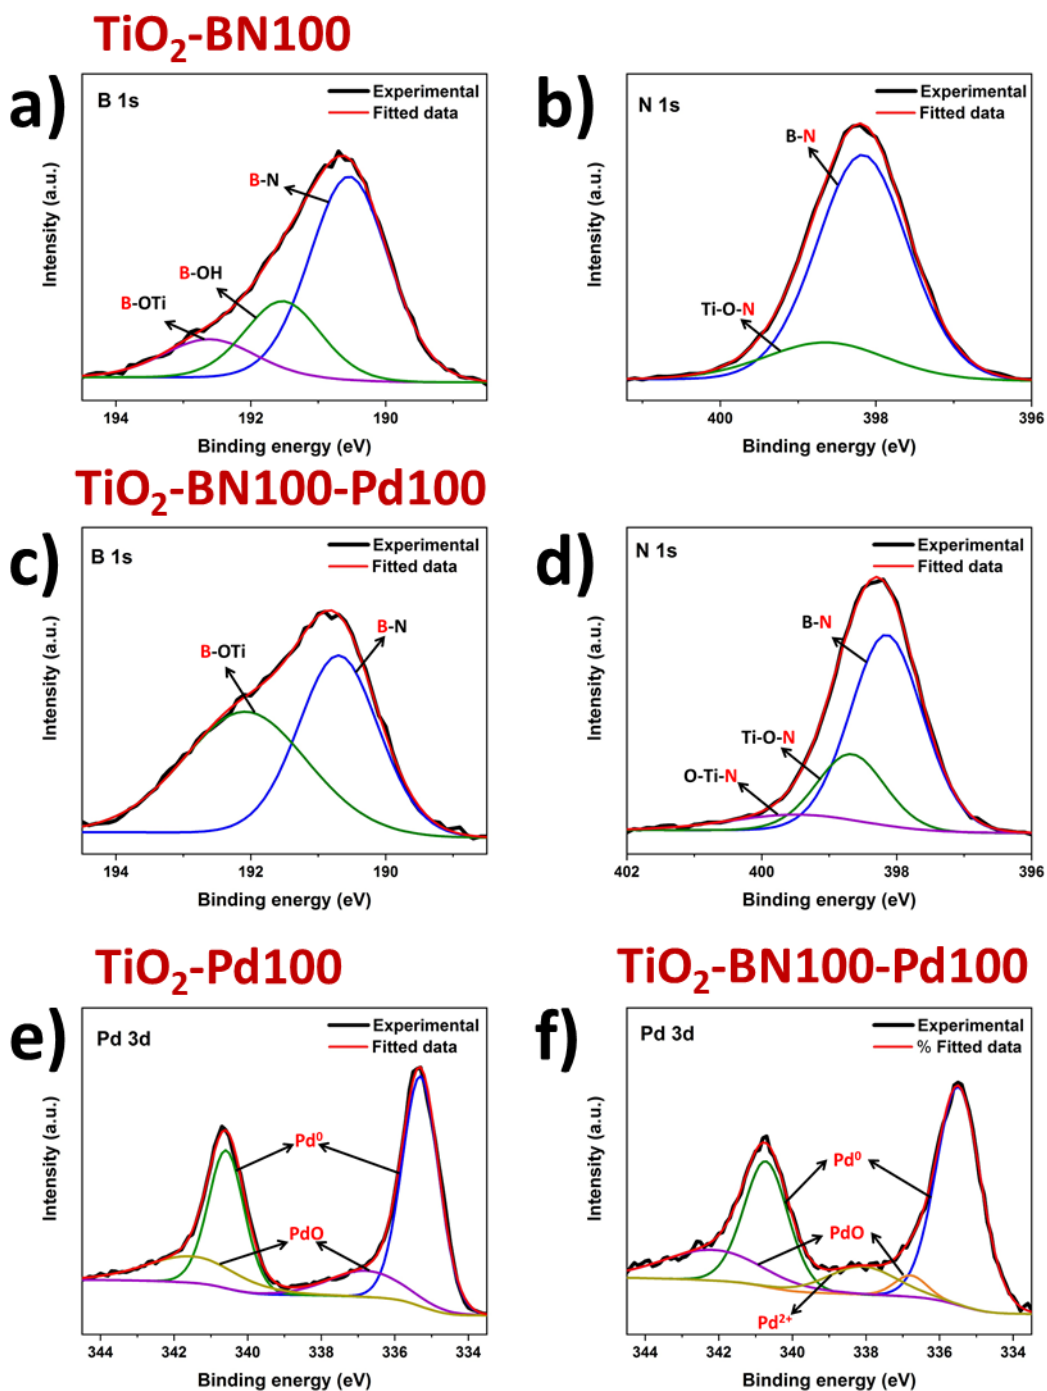 TiO₂-BN100
a)
B 1s
Experimental
Fitted data
B-N
B-OH
B-OTi
Intensity (a.u.)
194 192 190
Binding energy (eV)
b)
N 1s
Experimental
Fitted data
B-N
Ti-O-N
Intensity (a.u.)
400 398 396
Binding energy (eV)
TiO₂-BN100-Pd100
c)
B 1s
Experimental
Fitted data
B-N
B-OTi
Intensity (a.u.)
194 192 190
Binding energy (eV)
d)
N 1s
Experimental
Fitted data
B-N
Ti-O-N
O-Ti-N
Intensity (a.u.)
402 400 398 396
Binding energy (eV)
TiO₂-Pd100
e)
Pd 3d
Experimental
Fitted data
Pd⁰
PdO
Intensity (a.u.)
344 342 340 338 336 334
Binding energy (eV)
TiO₂-BN100-Pd100
f)
Pd 3d
Experimental
% Fitted data
Pd⁰
PdO
Pd²⁺
Intensity (a.u.)
344 342 340 338 336 334
Binding energy (eV)